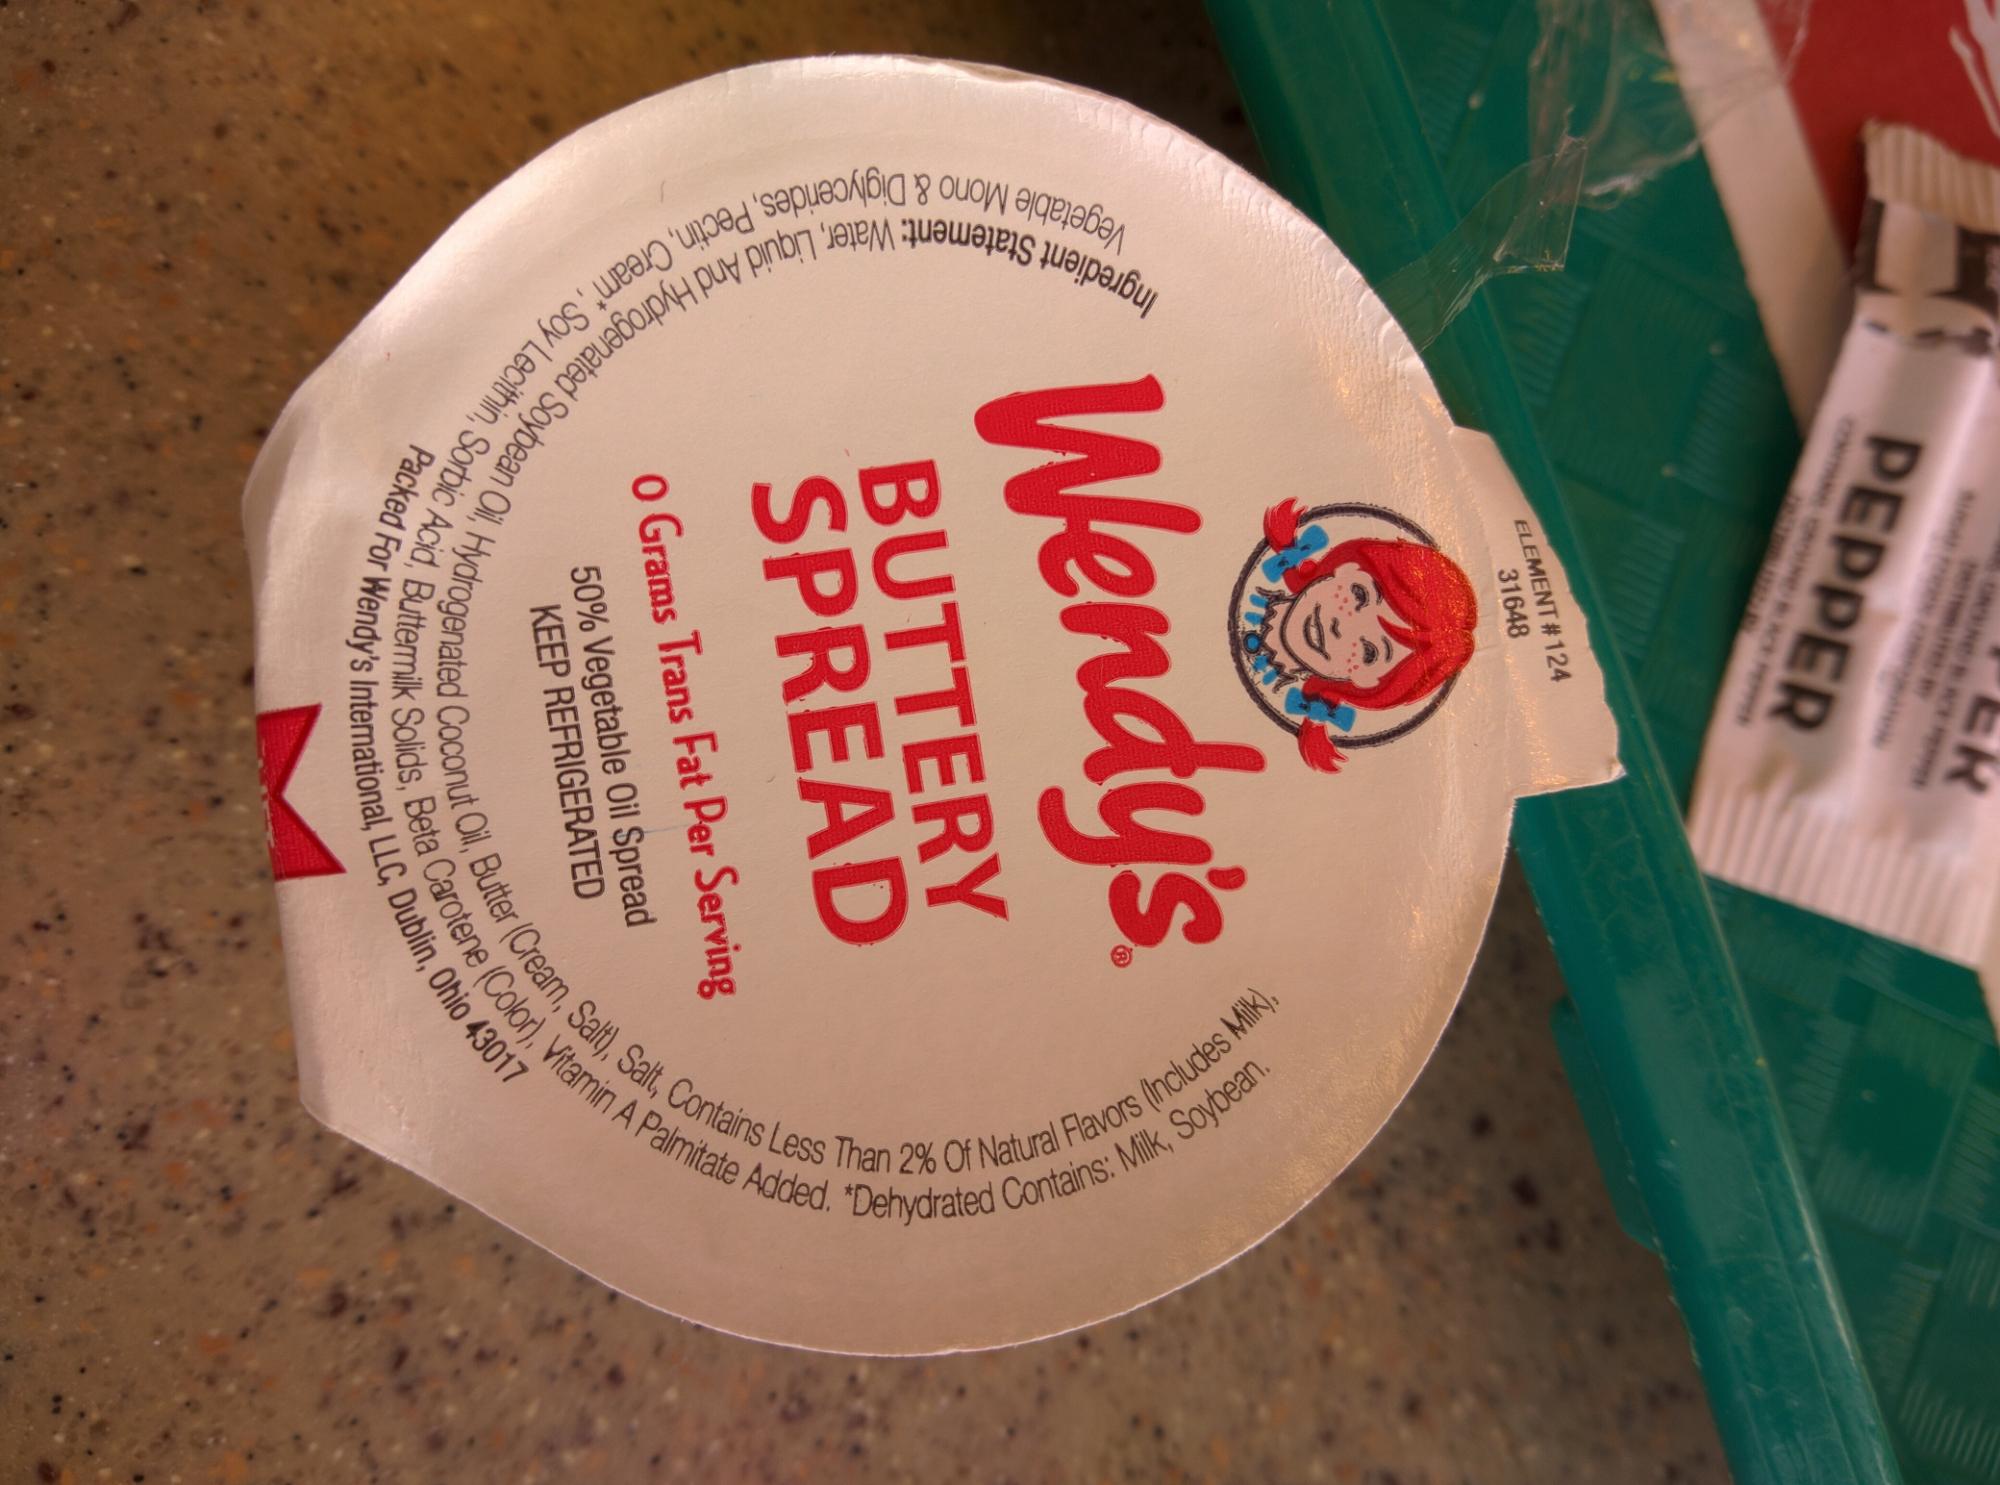 ELEMENT # 124
31648
Wendy's®
BUTTERY
SPREAD
0 Grams Trans Fat Per Serving
50% Vegetable Oil Spread
KEEP REFRIGERATED
Ingredient Statement: Water, Liquid And Hydrogenated Soybean Oil, Hydrogenated Coconut Oil, Butter (Cream, Salt), Salt, Contains Less Than 2% Of Natural Flavors (Includes Milk),
Vegetable Mono & Diglycerides, Pectin, Cream*, Soy Lecithin, Sorbic Acid, Buttermilk Solids, Beta Carotene (Color), Vitamin A Palmitate Added. *Dehydrated Contains: Milk, Soybean.
Packed For Wendy's International, LLC, Dublin, Ohio 43017
PEPPER